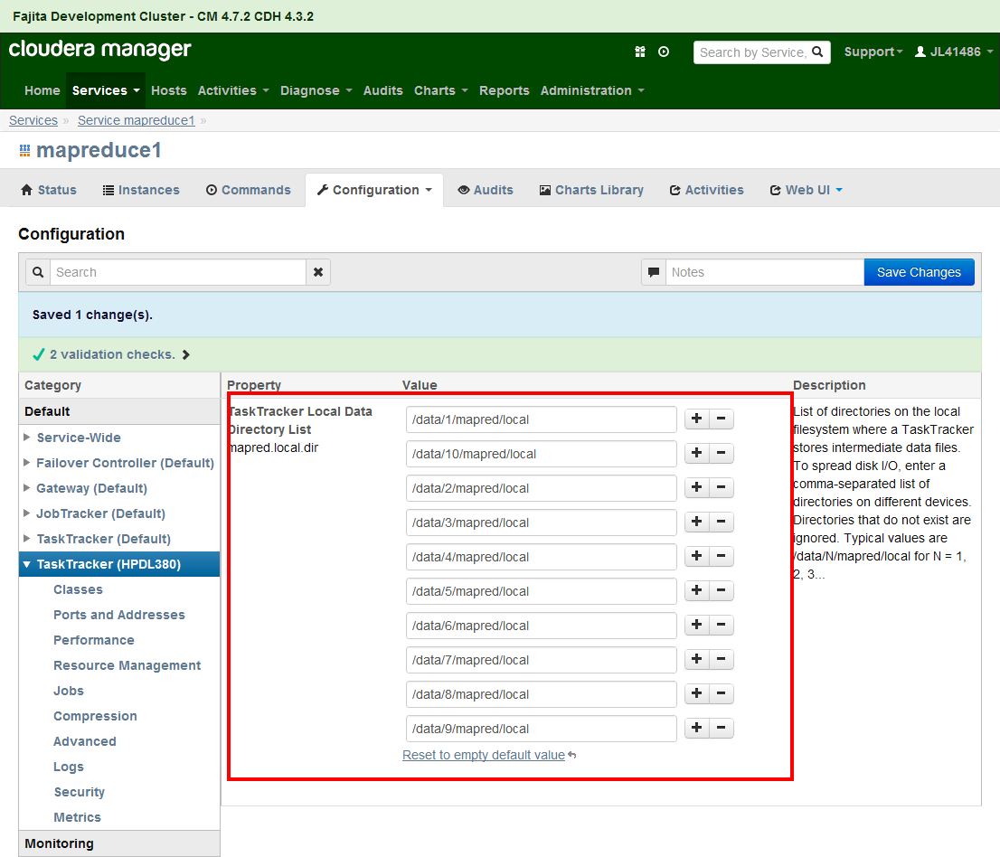 Fajita Development Cluster - CM 4.7.2 CDH 4.3.2
cloudera manager
Search by Service,
Support
JL41486
Home Services Hosts Activities Diagnose Audits Charts Reports Administration
Services » Service mapreduce1 »
mapreduce1
Status Instances Commands Configuration Audits Charts Library Activities Web UI
Configuration
Search
Notes
Save Changes
Saved 1 change(s).
2 validation checks.
Category
Default
Service-Wide
Failover Controller (Default)
Gateway (Default)
JobTracker (Default)
TaskTracker (Default)
TaskTracker (HPDL380)
Classes
Ports and Addresses
Performance
Resource Management
Jobs
Compression
Advanced
Logs
Security
Metrics
Monitoring
Property
TaskTracker Local Data
Directory List
mapred.local.dir
Value
/data/1/mapred/local
/data/10/mapred/local
/data/2/mapred/local
/data/3/mapred/local
/data/4/mapred/local
/data/5/mapred/local
/data/6/mapred/local
/data/7/mapred/local
/data/8/mapred/local
/data/9/mapred/local
Reset to empty default value
Description
List of directories on the local
filesystem where a TaskTracker
stores intermediate data files.
To spread disk I/O, enter a
comma-separated list of
directories on different devices.
Directories that do not exist are
ignored. Typical values are
/data/N/mapred/local for N = 1,
2, 3...